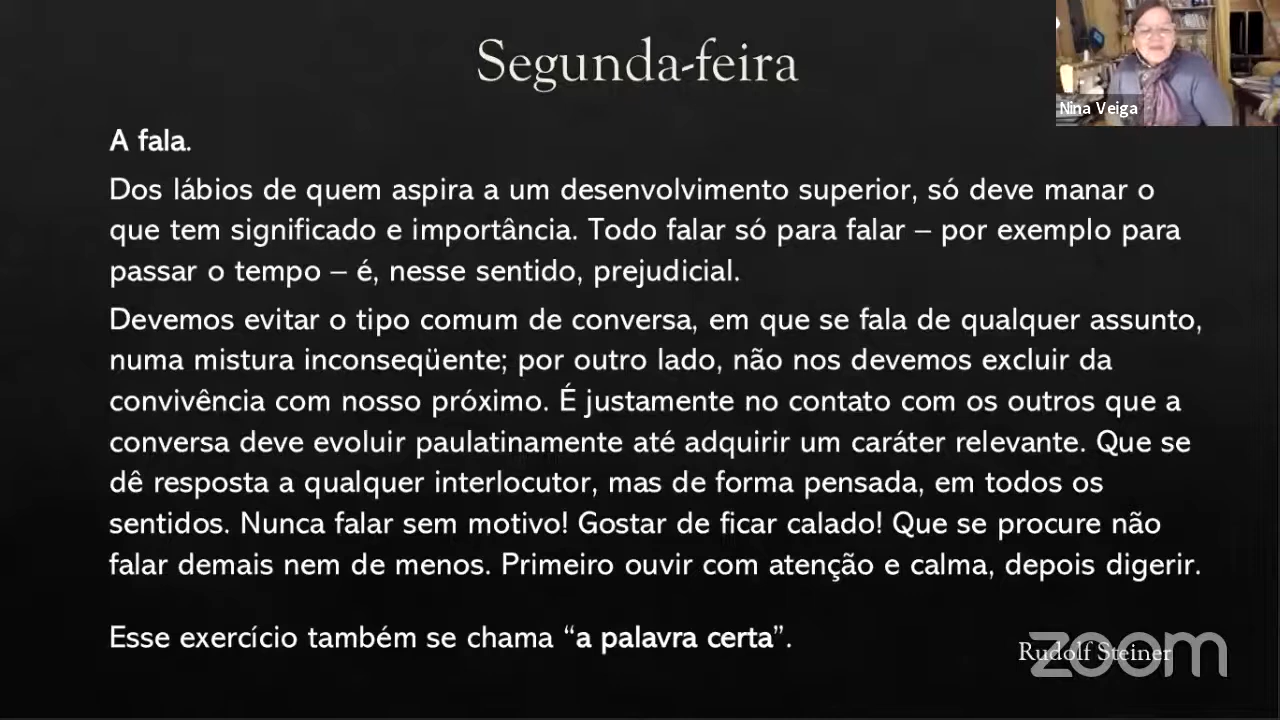 Segunda-feira
Nina Veiga
A fala.
Dos lábios de quem aspira a um desenvolvimento superior, só deve manar o
que tem significado e importância. Todo falar só para falar – por exemplo para
passar o tempo – é, nesse sentido, prejudicial.
Devemos evitar o tipo comum de conversa, em que se fala de qualquer assunto,
numa mistura inconseqüente; por outro lado, não nos devemos excluir da
convivência com nosso próximo. É justamente no contato com os outros que a
conversa deve evoluir paulatinamente até adquirir um caráter relevante. Que se
dê resposta a qualquer interlocutor, mas de forma pensada, em todos os
sentidos. Nunca falar sem motivo! Gostar de ficar calado! Que se procure não
falar demais nem de menos. Primeiro ouvir com atenção e calma, depois digerir.
Esse exercício também se chama “a palavra certa”.
Rudolf Steiner
zoom